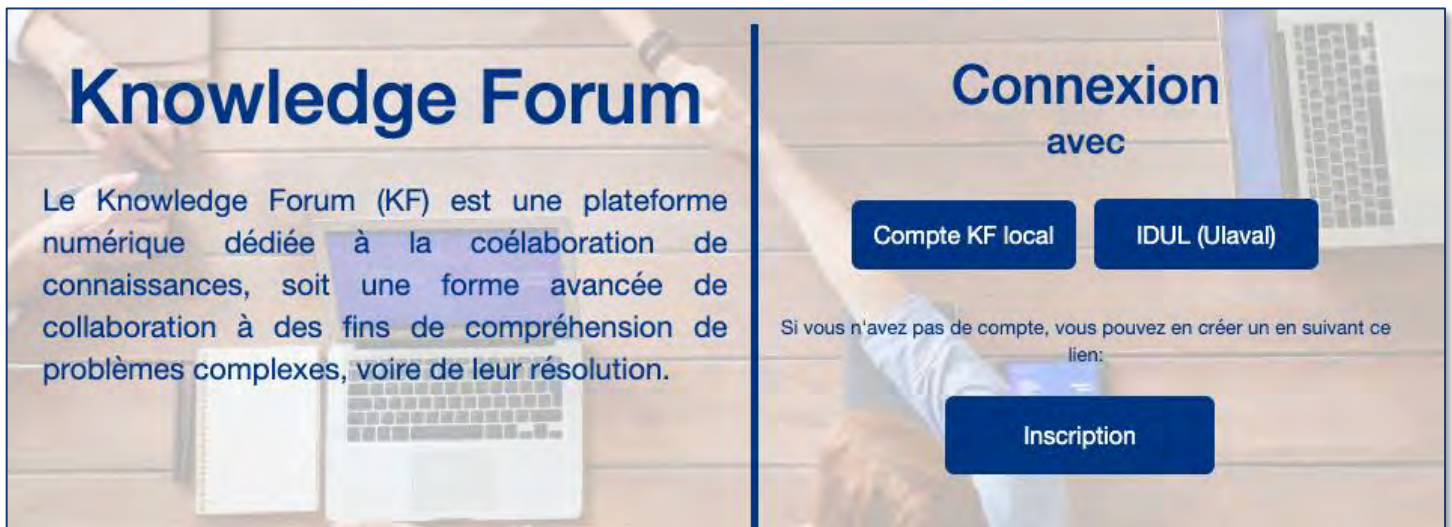 Knowledge Forum
Le Knowledge Forum (KF) est une plateforme
numérique dédiée à la coélaboration de
connaissances, soit une forme avancée de
collaboration à des fins de compréhension de
problèmes complexes, voire de leur résolution.
Connexion
avec
Compte KF local
IDUL (Ulaval)
Si vous n'avez pas de compte, vous pouvez en créer un en suivant ce
lien:
Inscription